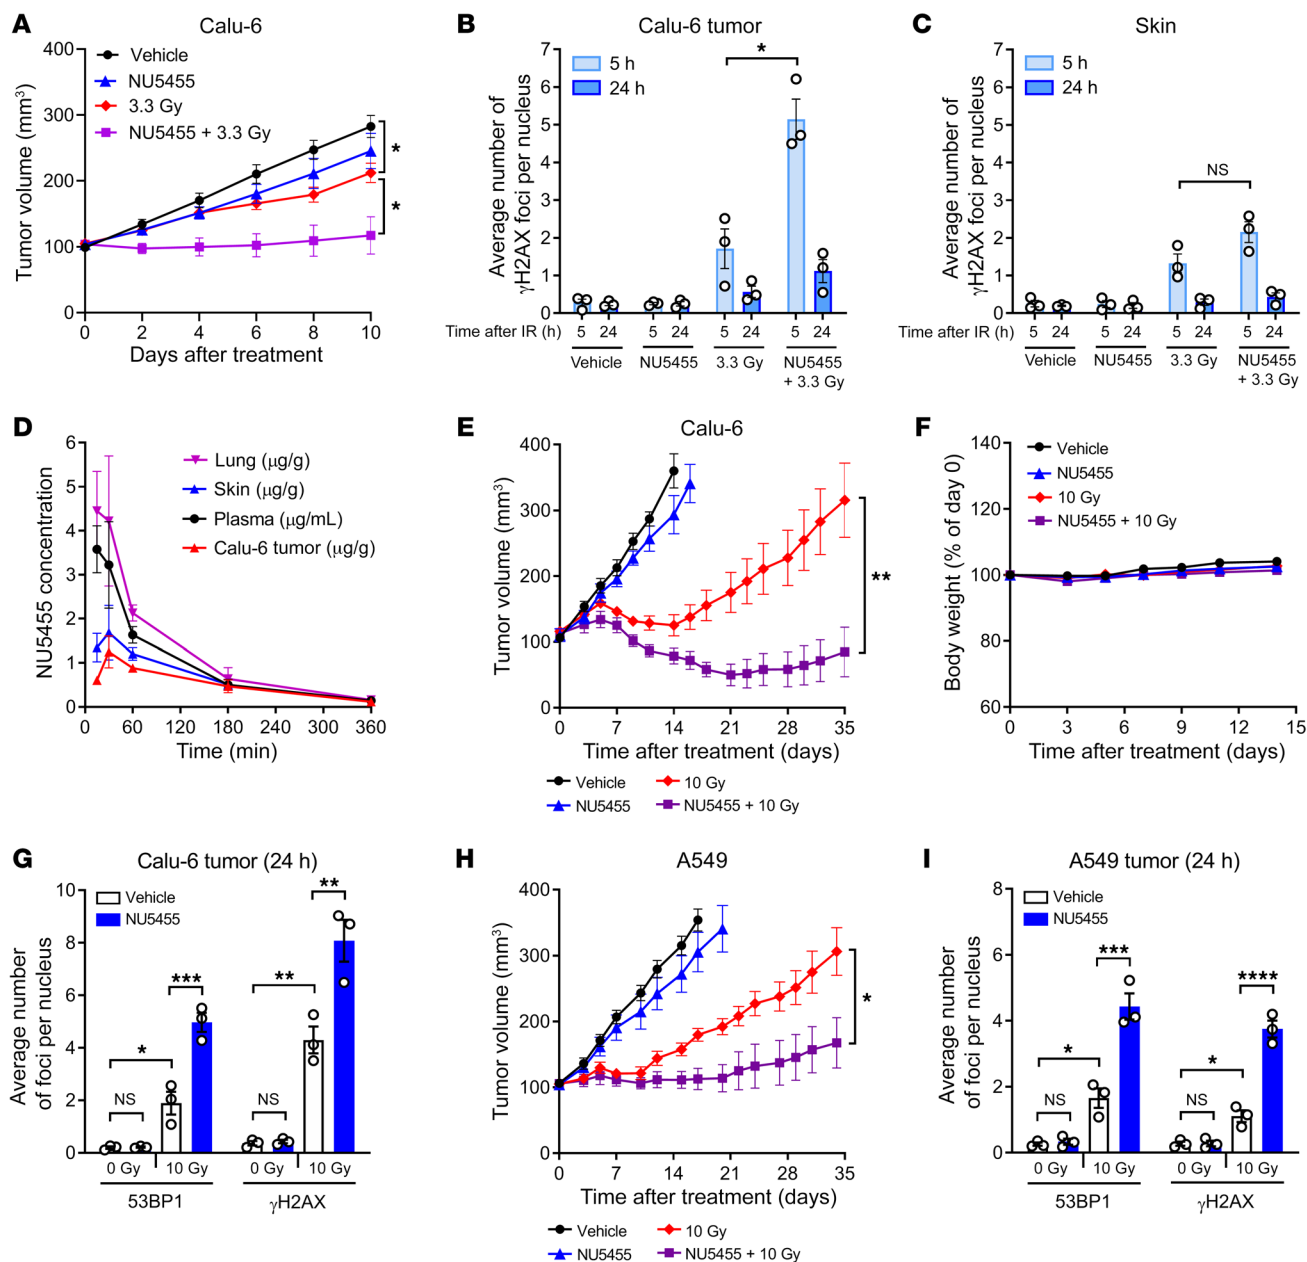 A
Calu-6
Tumor volume (mm³)
400
300
200
100
0
Vehicle
NU5455
3.3 Gy
NU5455 + 3.3 Gy
*
*
0 2 4 6 8 10
Days after treatment
B
Calu-6 tumor
Average number of
γH2AX foci per nucleus
7
6
5
4
3
2
1
0
5 h
24 h
*
Time after IR (h) 5 24 5 24 5 24 5 24
Vehicle NU5455 3.3 Gy NU5455
+ 3.3 Gy
C
Skin
Average number of
γH2AX foci per nucleus
7
6
5
4
3
2
1
0
5 h
24 h
NS
Time after IR (h) 5 24 5 24 5 24 5 24
Vehicle NU5455 3.3 Gy NU5455
+ 3.3 Gy
D
NU5455 concentration
6
5
4
3
2
1
0
Lung (μg/g)
Skin (μg/g)
Plasma (μg/mL)
Calu-6 tumor (μg/g)
0 60 120 180 240 300 360
Time (min)
E
Calu-6
Tumor volume (mm³)
400
300
200
100
0
**
0 7 14 21 28 35
Time after treatment (days)
Vehicle 10 Gy
NU5455 NU5455 + 10 Gy
F
Body weight (% of day 0)
140
120
100
80
60
Vehicle
NU5455
10 Gy
NU5455 + 10 Gy
0 3 6 9 12 15
Time after treatment (days)
G
Calu-6 tumor (24 h)
Average number
of foci per nucleus
10
8
6
4
2
0
Vehicle
NU5455
**
***
**
*
NS
NS
0 Gy 10 Gy 0 Gy 10 Gy
53BP1 γH2AX
H
A549
Tumor volume (mm³)
400
300
200
100
0
*
0 7 14 21 28 35
Time after treatment (days)
Vehicle 10 Gy
NU5455 NU5455 + 10 Gy
I
A549 tumor (24 h)
Average number
of foci per nucleus
8
6
4
2
0
Vehicle
NU5455
***
****
*
*
NS
NS
0 Gy 10 Gy 0 Gy 10 Gy
53BP1 γH2AX